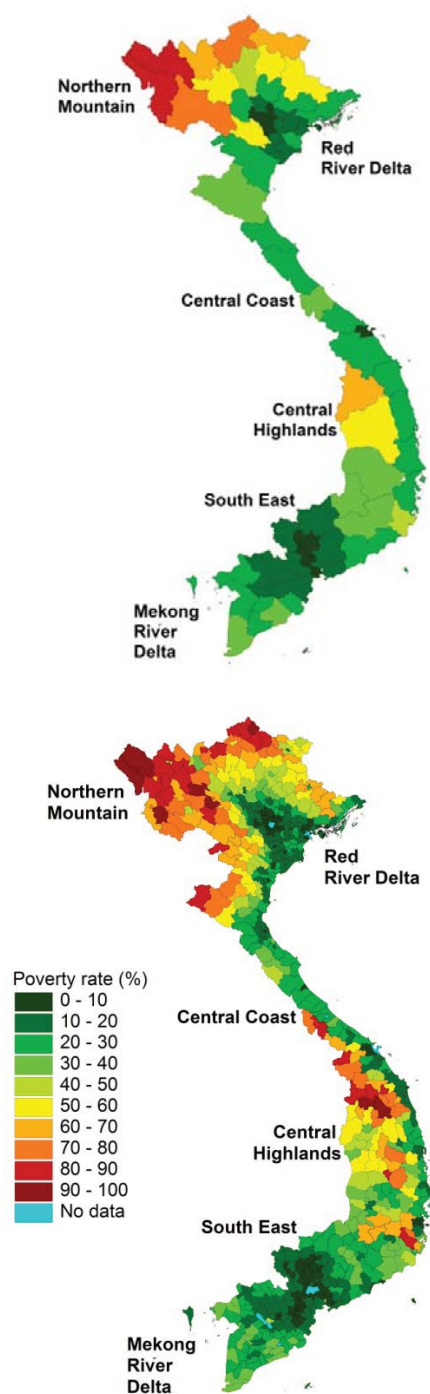 Northern
Mountain
Red
River Delta
Central Coast
Central
Highlands
South East
Mekong
River
Delta
Northern
Mountain
Red
River Delta
Poverty rate (%)
0 - 10
10 - 20
20 - 30
30 - 40
40 - 50
50 - 60
60 - 70
70 - 80
80 - 90
90 - 100
No data
Central Coast
Central
Highlands
South East
Mekong
River
Delta